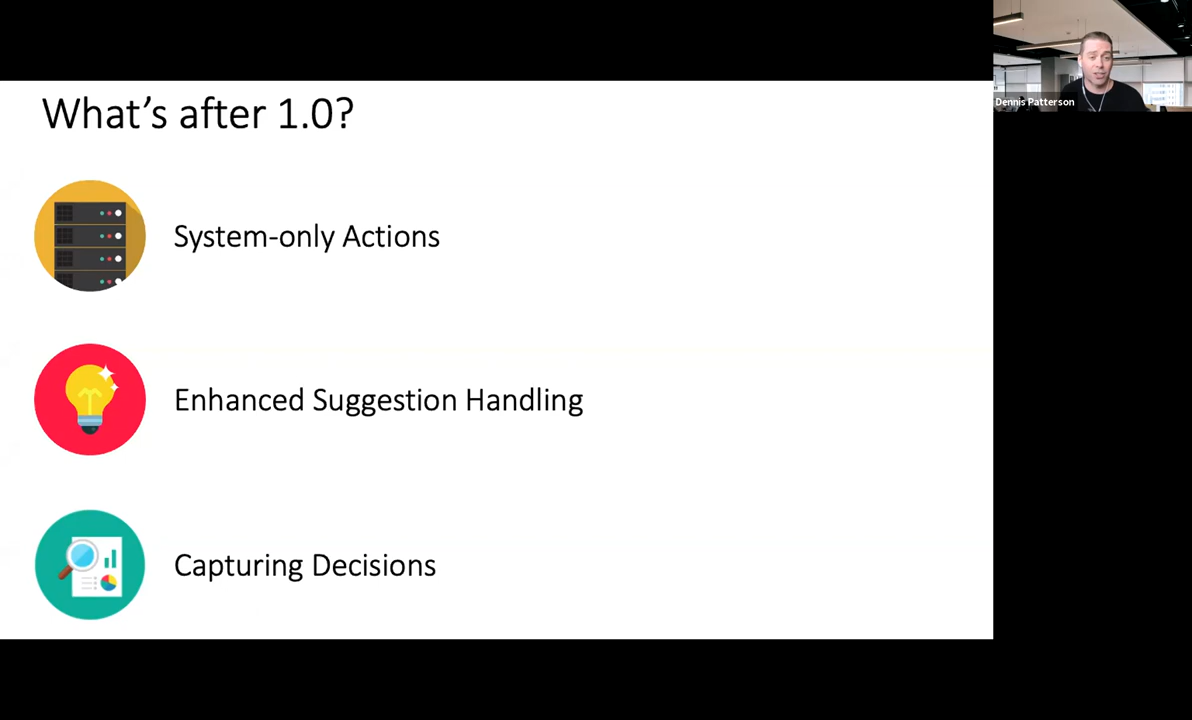 What's after 1.0?
Dennis Patterson
System-only Actions
Enhanced Suggestion Handling
Capturing Decisions